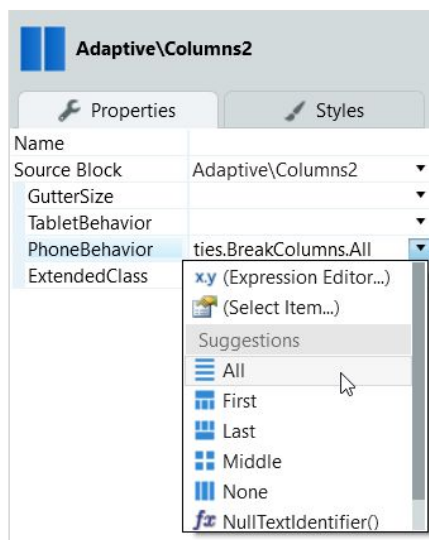 Adaptive\Columns2
Properties Styles
Name
Source Block Adaptive\Columns2
GutterSize
TabletBehavior
PhoneBehavior ties.BreakColumns.All
ExtendedClass
x.y (Expression Editor...)
(Select Item...)
Suggestions
All
First
Last
Middle
None
fx NullTextIdentifier()